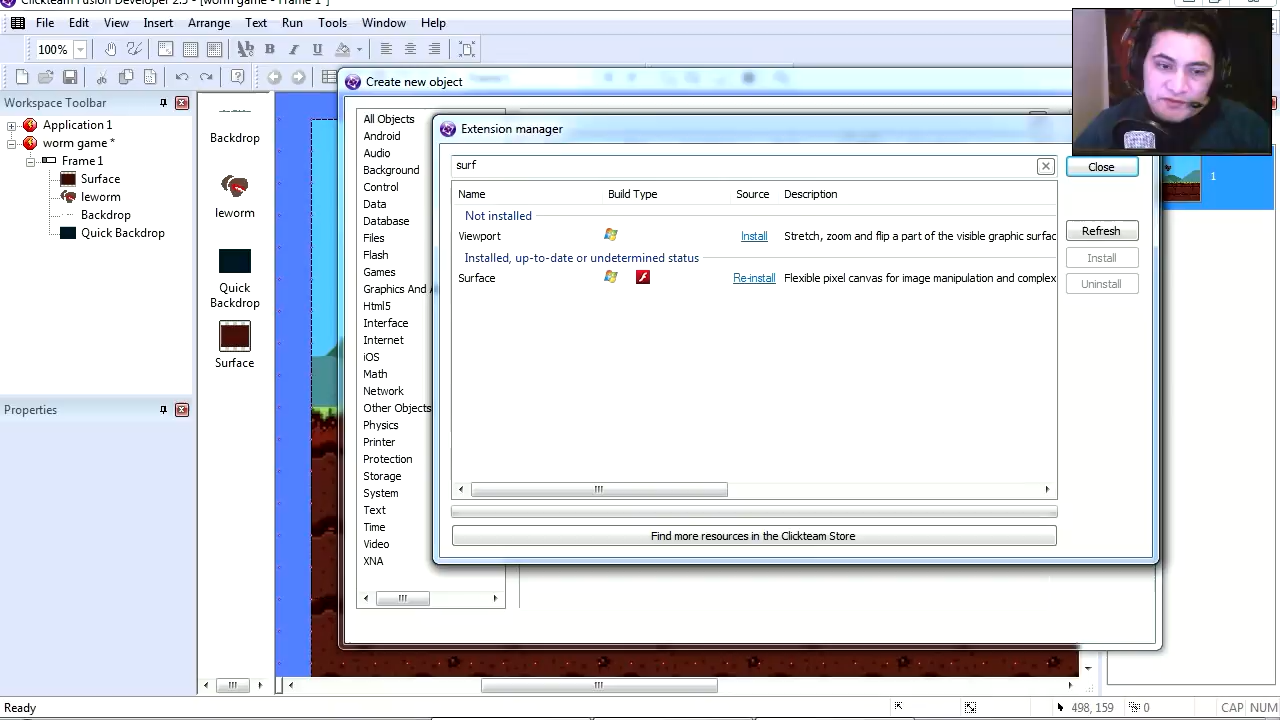 Clickteam Fusion Developer 2.5 - [worm game - Frame 1 *]
File Edit View Insert Arrange Text Run Tools Window Help
100%
B I U
Workspace Toolbar
Application 1
worm game *
Frame 1
Surface
Ieworm
Backdrop
Quick Backdrop
Properties
Backdrop
Ieworm
Quick
Backdrop
Surface
Create new object
Objects
Android
Audio
Background
Control
Data
Database
Files
Flash
Games
Graphics And
Html5
Interface
Internet
iOS
Math
Network
Other Objects
Physics
Printer
Protection
Storage
System
Text
Time
Video
XNA
Extension manager
surf
Build Types
Description
Not installed
Viewport
Install
Stretch, zoom and flip a part of the visible graphic surfac
Installed, up-to-date or undetermined status
Surface
Re-install
Flexible pixel canvas for image manipulation and complex
Find more resources in the Clickteam Store
Close
Refresh
Install
Uninstall
1
Ready
498, 159
0
CAP NUM